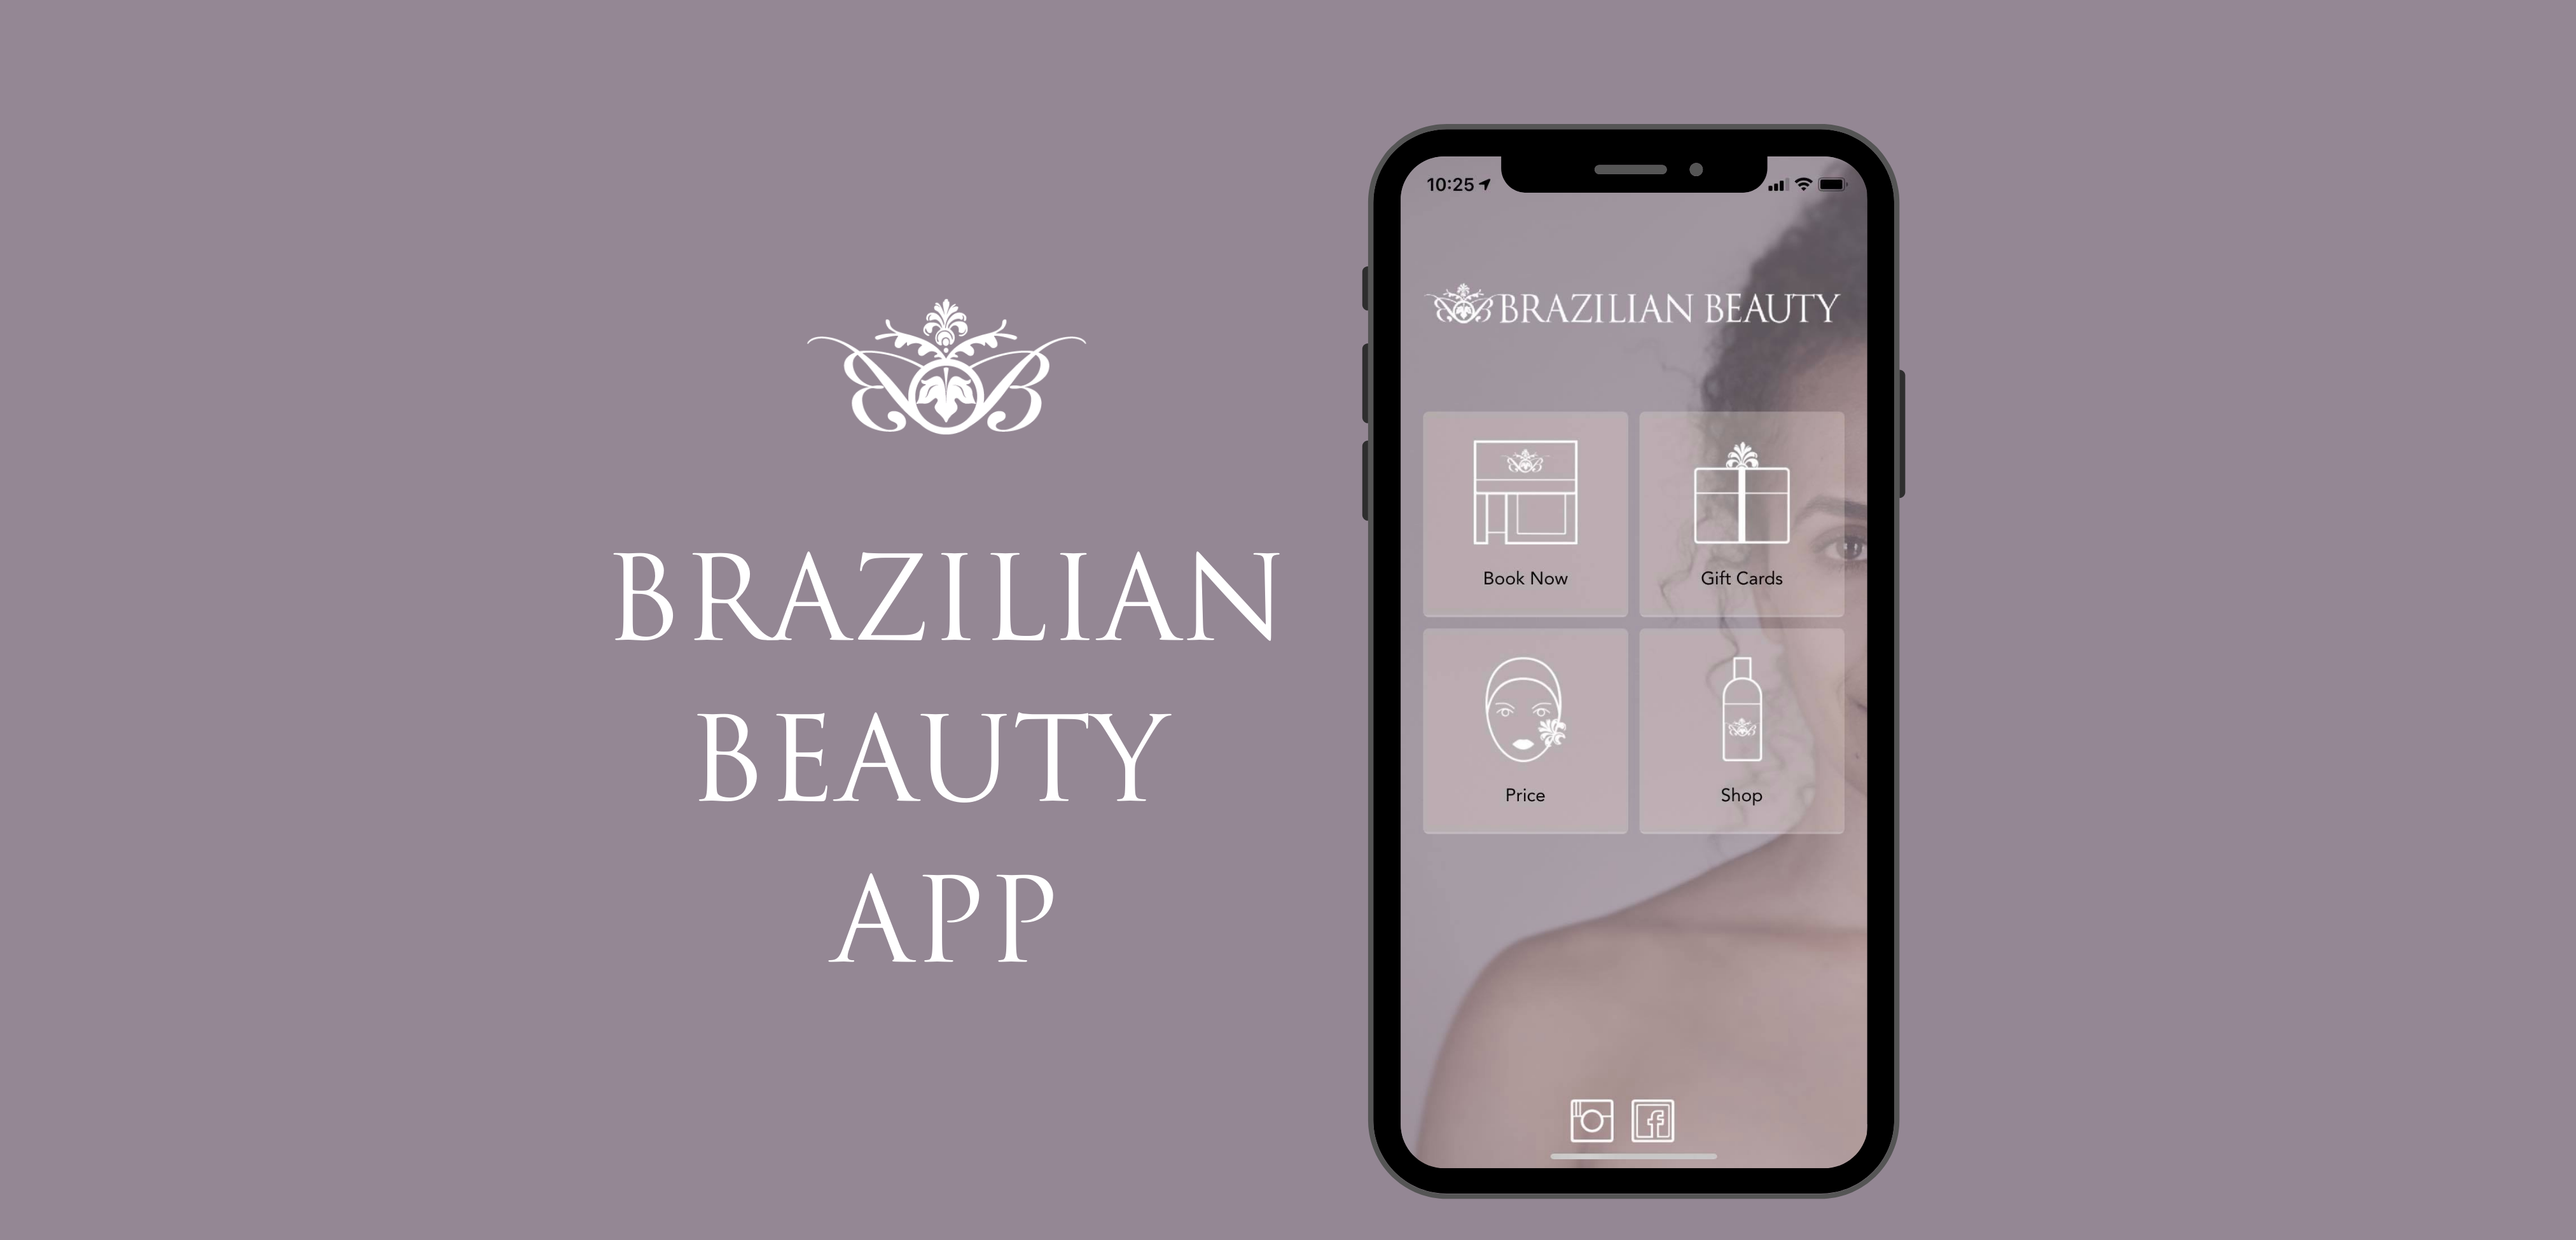 BRAZILIAN
BEAUTY
APP
10:25
BRAZILIAN BEAUTY
Book Now
Gift Cards
Price
Shop